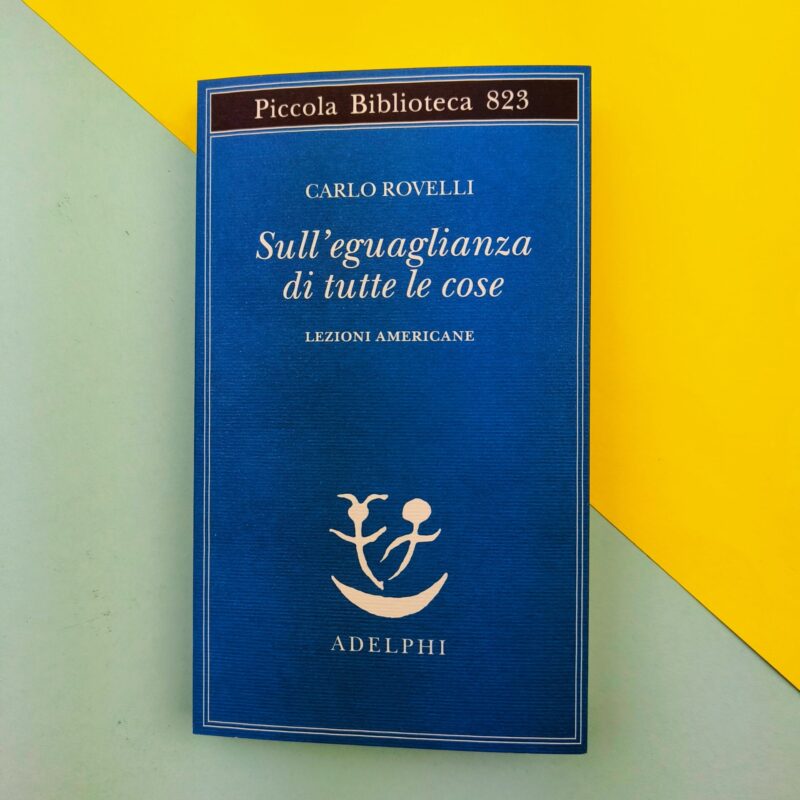 Piccola Biblioteca 823
CARLO ROVELLI
Sull'eguaglianza
di tutte le cose
LEZIONI AMERICANE
ADELPHI